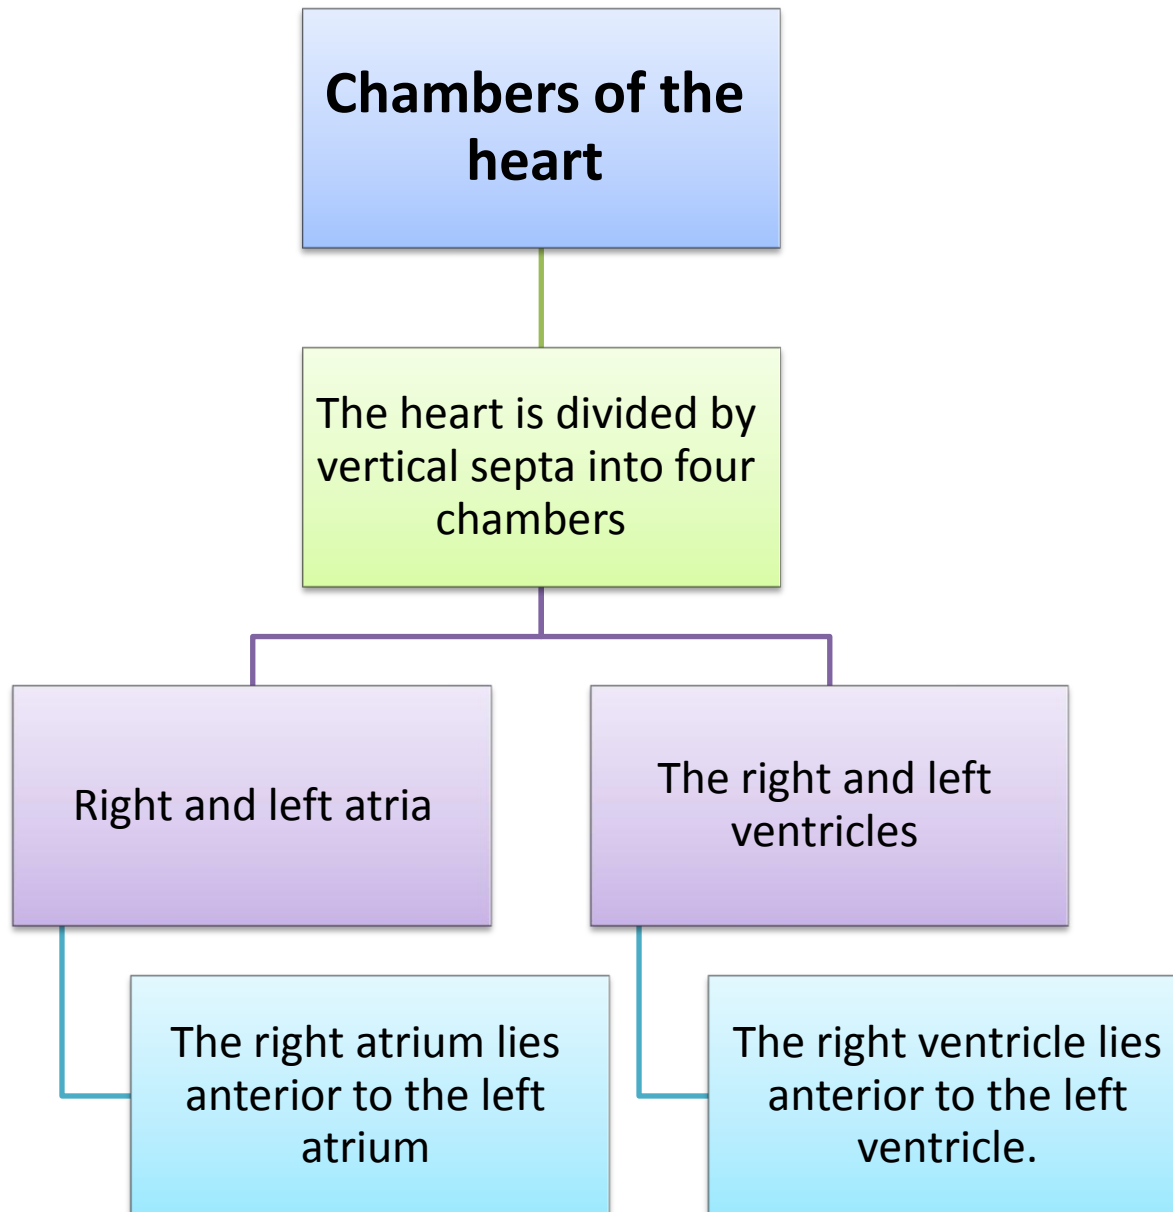 Chambers of the
heart
The heart is divided by
vertical septa into four
chambers
Right and left atria
The right and left
ventricles
The right atrium lies
anterior to the left
atrium
The right ventricle lies
anterior to the left
ventricle.